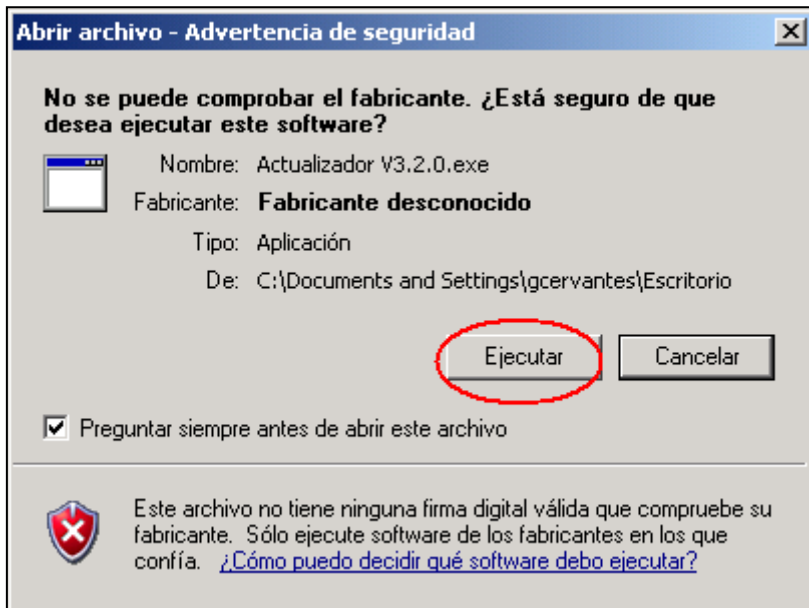 Abrir archivo - Advertencia de seguridad
No se puede comprobar el fabricante. ¿Está seguro de que
desea ejecutar este software?
Nombre: Actualizador V3.2.0.exe
Fabricante: Fabricante desconocido
Tipo: Aplicación
De: C:\Documents and Settings\gcervantes\Escritorio
Ejecutar Cancelar
Preguntar siempre antes de abrir este archivo
Este archivo no tiene ninguna firma digital válida que compruebe su
fabricante. Sólo ejecute software de los fabricantes en los que
confía. ¿Cómo puedo decidir qué software debo ejecutar?